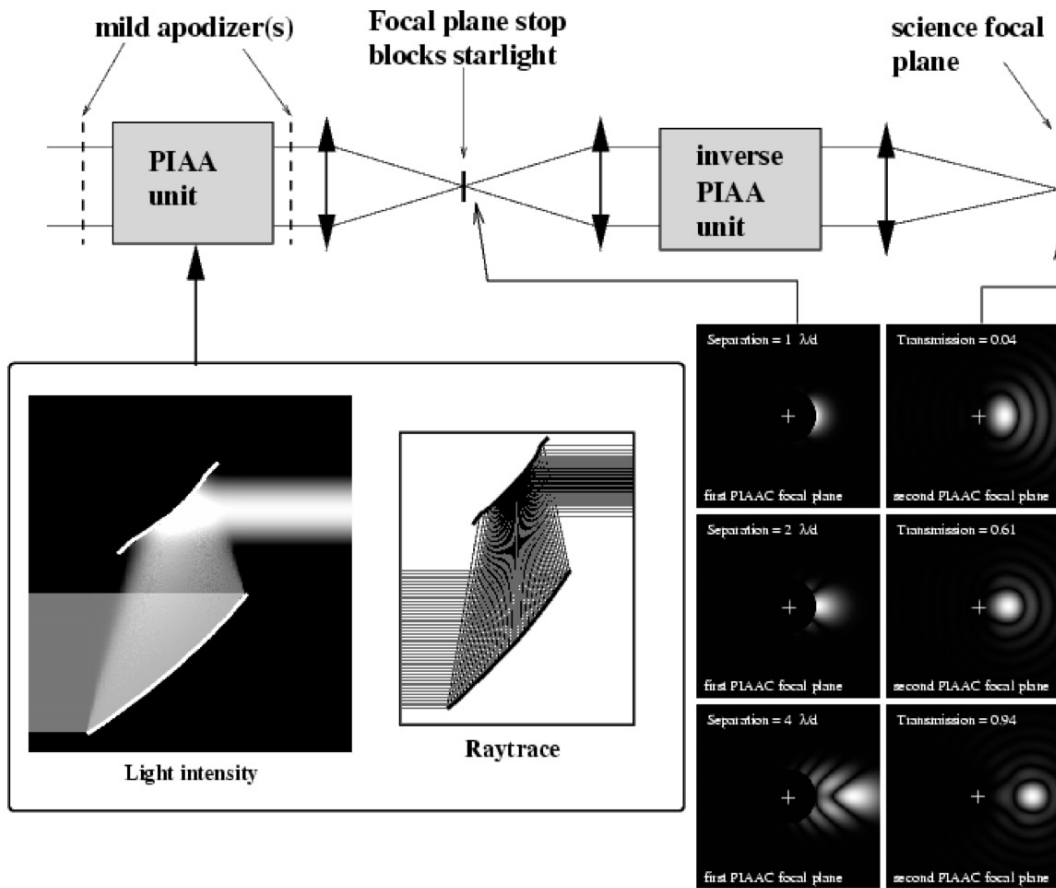 mild apodizer(s)
Focal plane stop
blocks starlight
science focal
plane
PIAA
unit
inverse
PIAA
unit
Separation = 1 λ/d
first PIAAC focal plane
Transmission = 0.04
second PIAAC focal plane
Separation = 2 λ/d
first PIAAC focal plane
Transmission = 0.61
second PIAAC focal plane
Separation = 4 λ/d
first PIAAC focal plane
Transmission = 0.94
second PIAAC focal plane
Light intensity
Raytrace